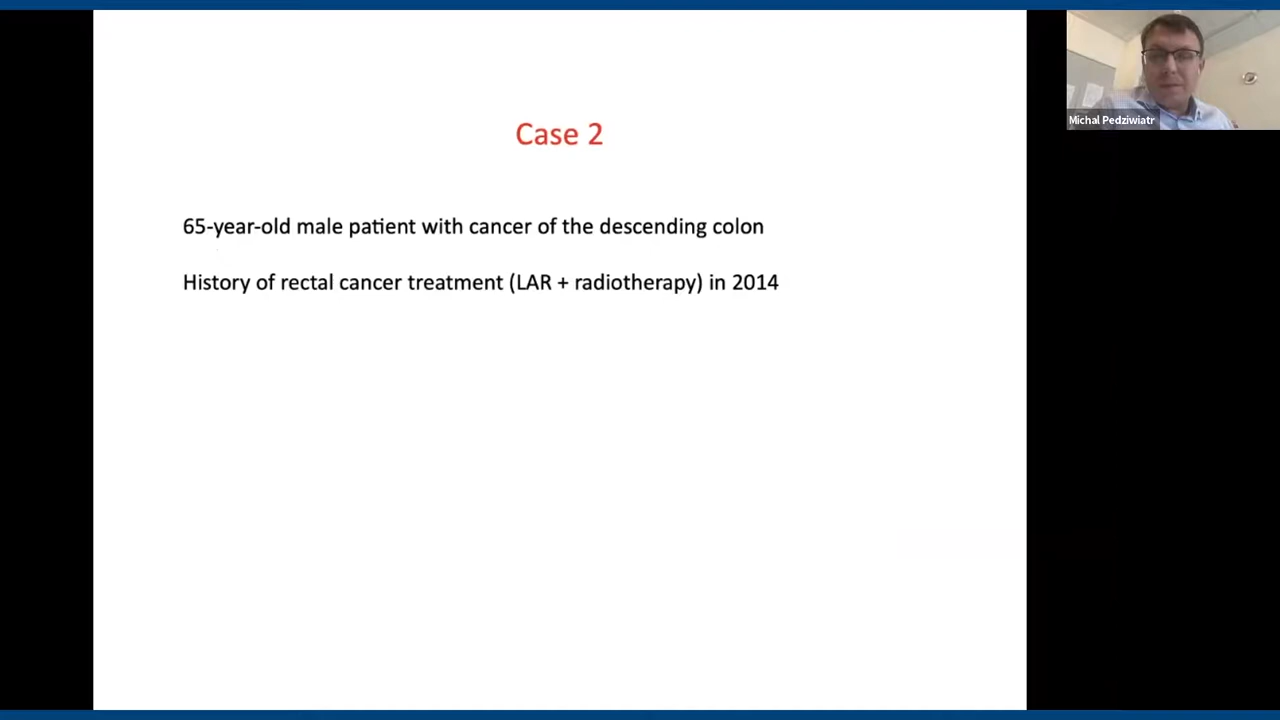 Case 2
65-year-old male patient with cancer of the descending colon
History of rectal cancer treatment (LAR + radiotherapy) in 2014
Michal Pedziwiatr